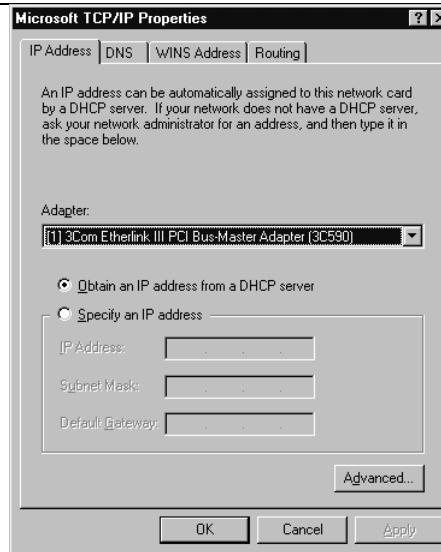 Microsoft TCP/IP Properties
IP Address DNS WINS Address Routing
An IP address can be automatically assigned to this network card
by a DHCP server. If your network does not have a DHCP server,
ask your network administrator for an address, and then type it in
the space below.
Adapter:
[1] 3Com Etherlink III PCI Bus-Master Adapter (3C590)
Obtain an IP address from a DHCP server
Specify an IP address
IP Address:
Subnet Mask:
Default Gateway:
Advanced...
OK Cancel Apply